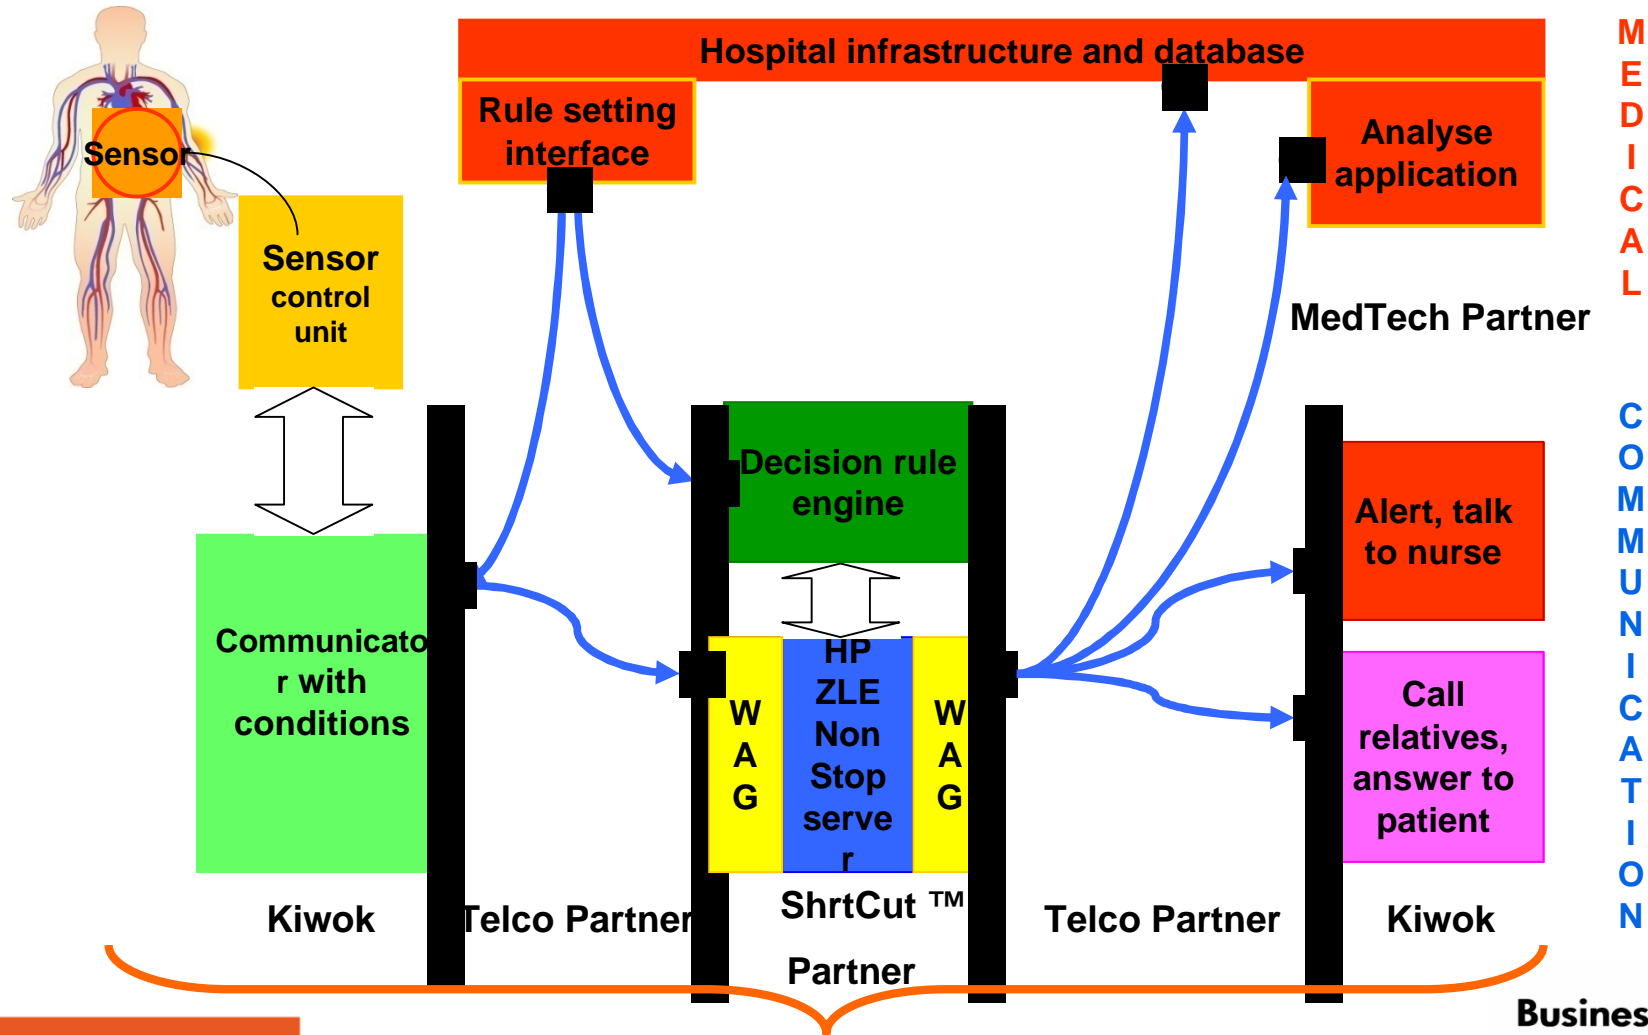 Hospital infrastructure and database
Rule setting
interface
Analyse
application
Sensor
Sensor
control
unit
MedTech Partner
M
E
D
I
C
A
L
Decision rule
engine
Alert, talk
to nurse
Communicato
r with
conditions
W
A
G
HP
ZLE
Non
Stop
serve
r
W
A
G
Call
relatives,
answer to
patient
C
O
M
M
U
N
I
C
A
T
I
O
N
Kiwok
Telco Partner
ShrtCut ™
Partner
Telco Partner
Kiwok
Busines